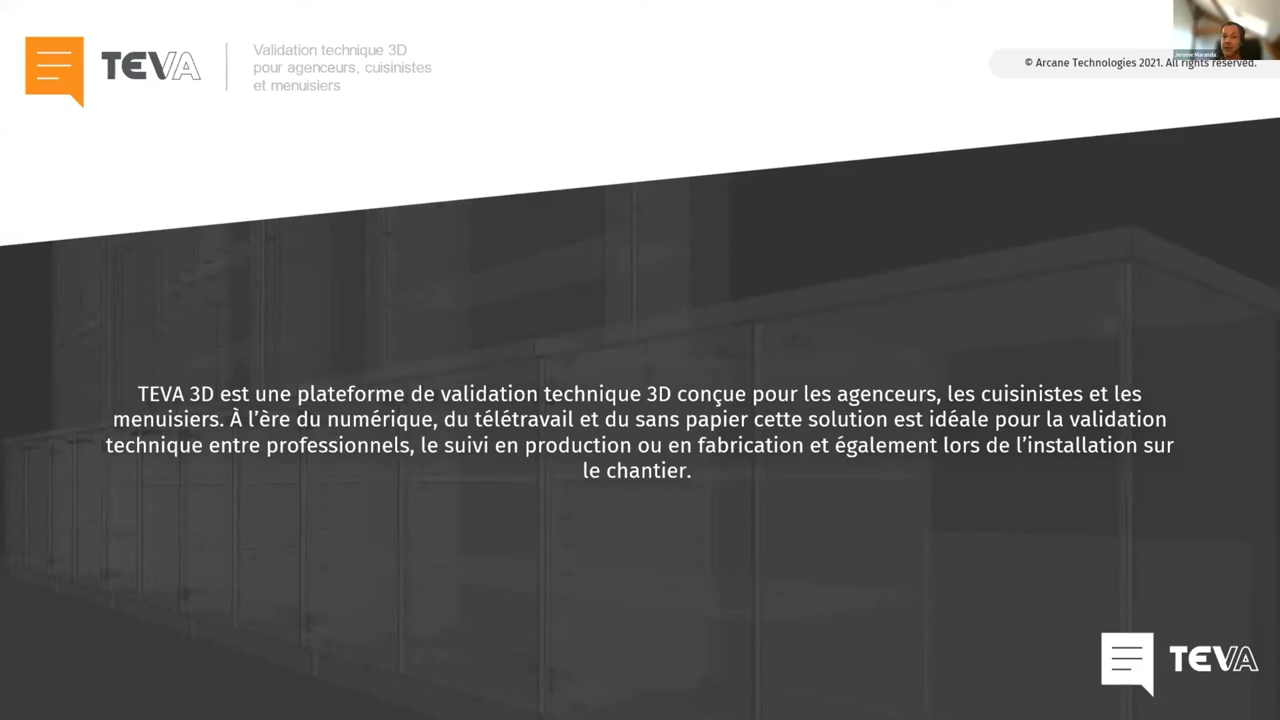 TEVA
Validation technique 3D
pour agenceurs, cuisinistes
et menuisiers
Jerome Maranda
© Arcane Technologies 2021. All rights reserved.
TEVA 3D est une plateforme de validation technique 3D conçue pour les agenceurs, les cuisinistes et les
menuisiers. À l’ère du numérique, du télétravail et du sans papier cette solution est idéale pour la validation
technique entre professionnels, le suivi en production ou en fabrication et également lors de l’installation sur
le chantier.
TEVA